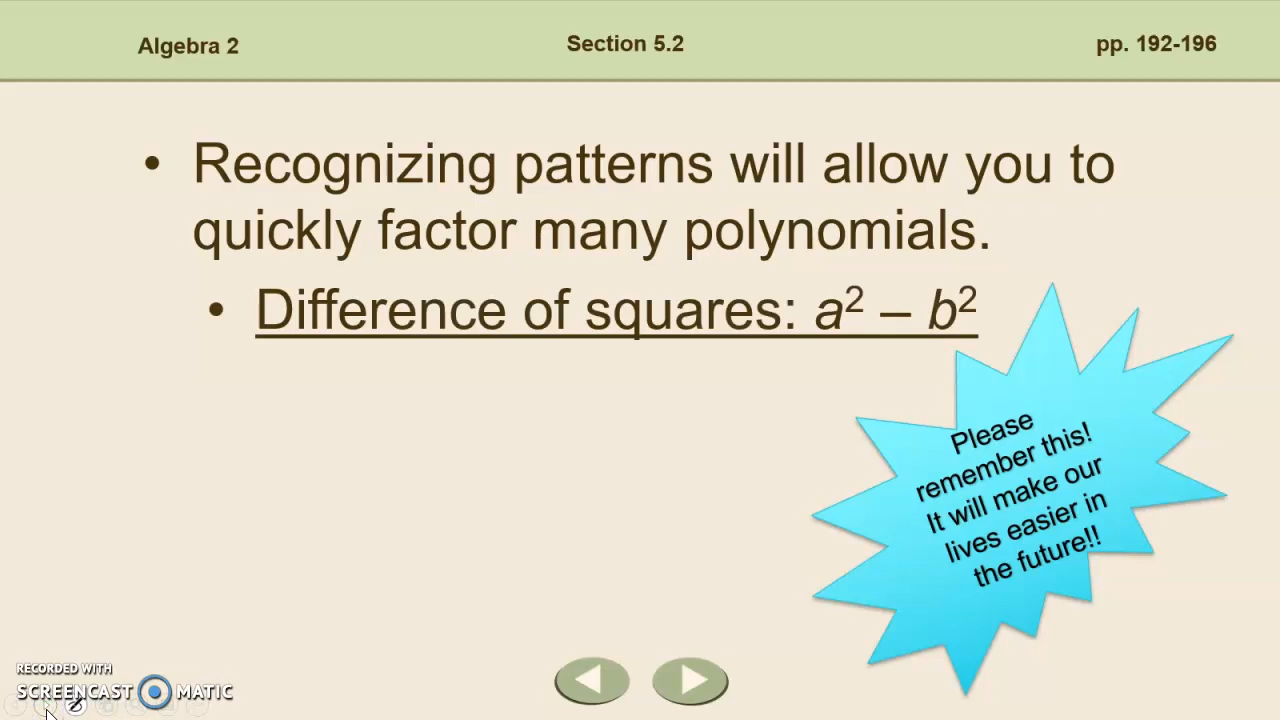 Algebra 2
Section 5.2
pp. 192-196
• Recognizing patterns will allow you to
quickly factor many polynomials.
• Difference of squares: a² – b²
Please
remember this!
It will make our
lives easier in
the future!!
RECORDED WITH
SCREENCAST MATIC